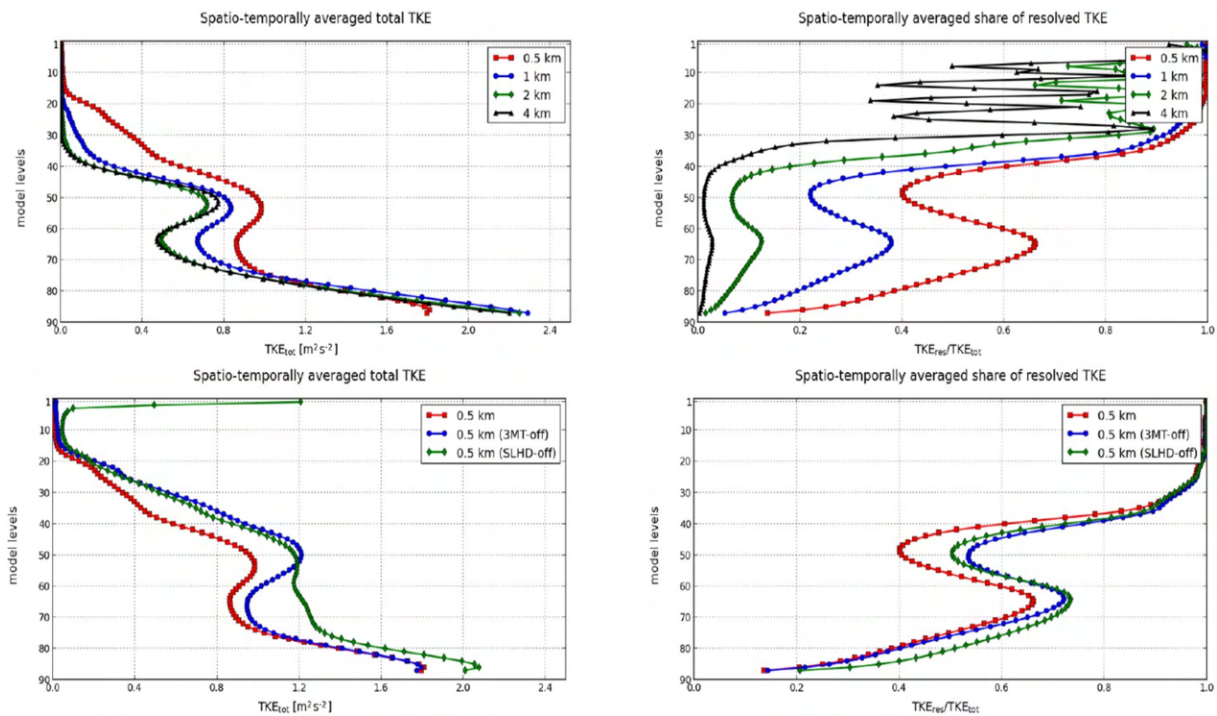 Spatio-temporally averaged total TKE
1
10
20
30
40
50
60
70
80
90
model levels
0.5 km
1 km
2 km
4 km
0.0 0.4 0.8 1.2 1.6 2.0 2.4
TKEtot [m²s⁻²]
Spatio-temporally averaged share of resolved TKE
1
10
20
30
40
50
60
70
80
90
model levels
0.5 km
1 km
2 km
4 km
0.0 0.2 0.4 0.6 0.8 1.0
TKEres/TKEtot
Spatio-temporally averaged total TKE
1
10
20
30
40
50
60
70
80
90
model levels
0.5 km
0.5 km (3MT-off)
0.5 km (SLHD-off)
0.0 0.4 0.8 1.2 1.6 2.0 2.4
TKEtot [m²s⁻²]
Spatio-temporally averaged share of resolved TKE
1
10
20
30
40
50
60
70
80
90
model levels
0.5 km
0.5 km (3MT-off)
0.5 km (SLHD-off)
0.0 0.2 0.4 0.6 0.8 1.0
TKEres/TKEtot